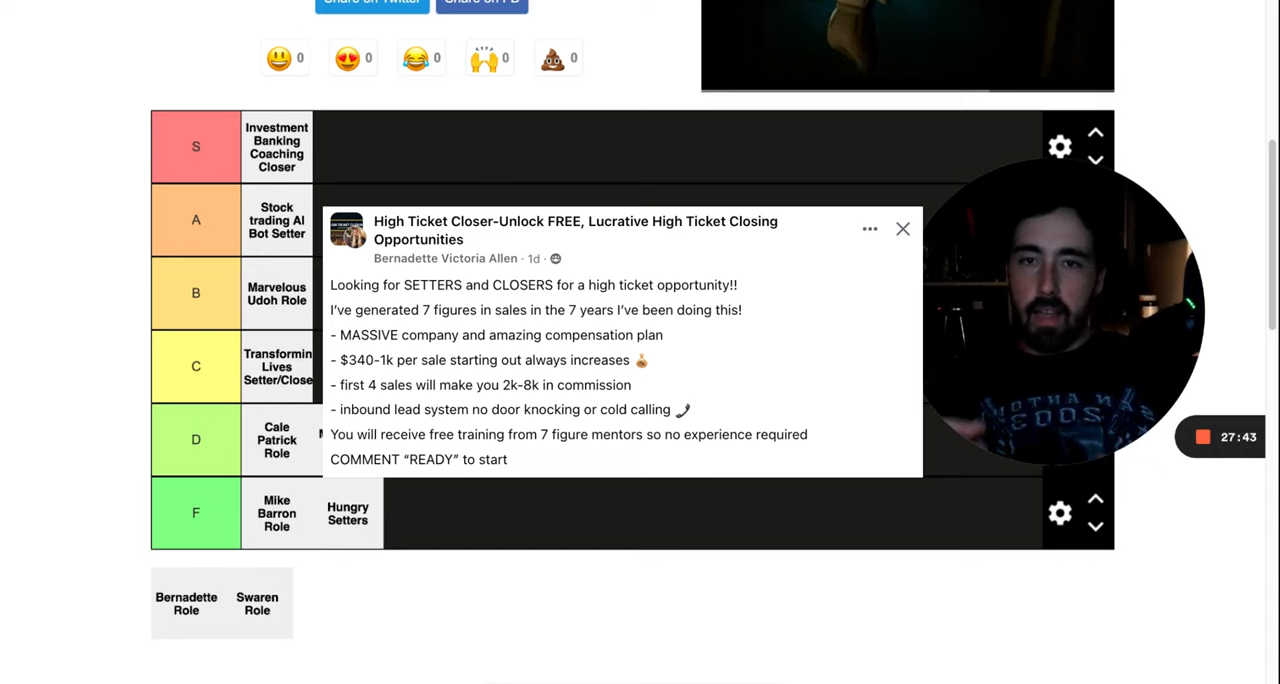 Share on Twitter
Share on FB
0
0
0
0
0
S
Investment
Banking
Coaching
Closer
A
Stock
trading AI
Bot Setter
B
Marvelous
Udoh Role
C
Transformin
Lives
Setter/Close
D
Cale
Patrick
Role
F
Mike
Barron
Role
Hungry
Setters
High Ticket Closer-Unlock FREE, Lucrative High Ticket Closing
Opportunities
Bernadette Victoria Allen · 1d ·
Looking for SETTERS and CLOSERS for a high ticket opportunity!!
I've generated 7 figures in sales in the 7 years I've been doing this!
- MASSIVE company and amazing compensation plan
- $340-1k per sale starting out always increases 💰
- first 4 sales will make you 2k-8k in commission
- inbound lead system no door knocking or cold calling 📞
You will receive free training from 7 figure mentors so no experience required
COMMENT “READY” to start
27:43
Bernadette
Role
Swaren
Role